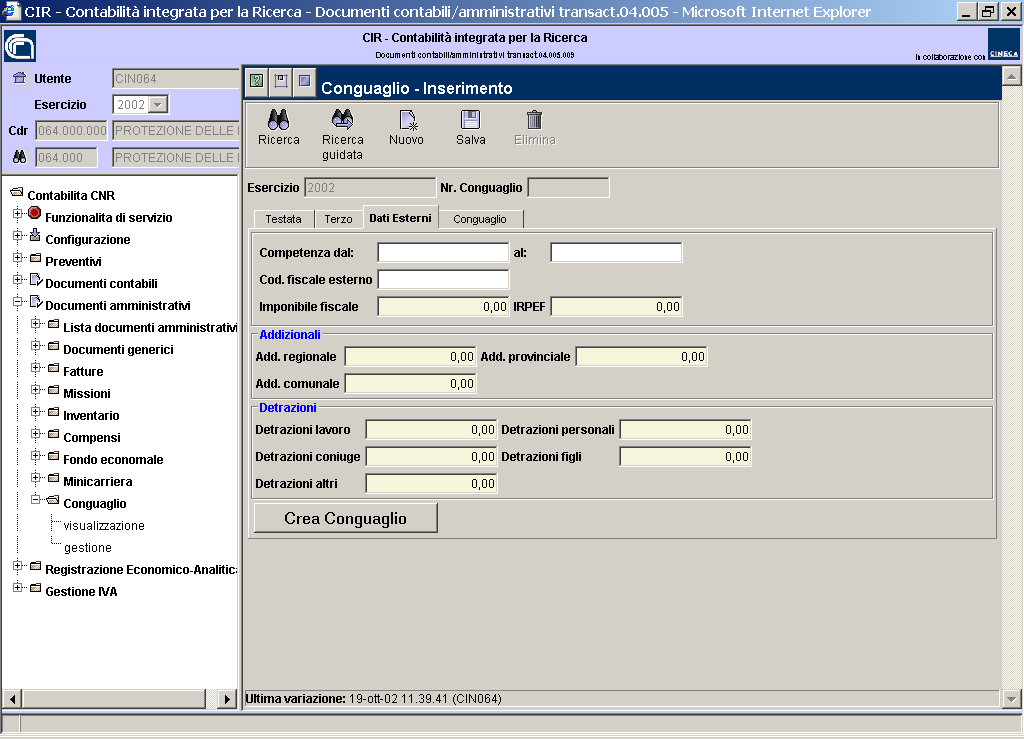 CIR - Contabilità integrata per la Ricerca - Documenti contabili/amministrativi transact.04.005 - Microsoft Internet Explorer
CIR - Contabilità integrata per la Ricerca
Documenti contabili/amministrativi transact.04.005.009
In collaborazione con CINECA
Utente CIN064
Esercizio 2002
Cdr 064.000.000 PROTEZIONE DELLE
064.000 PROTEZIONE DELLE
Contabilita CNR
Funzionalita di servizio
Configurazione
Preventivi
Documenti contabili
Documenti amministrativi
Lista documenti amministrativi
Documenti generici
Fatture
Missioni
Inventario
Compensi
Fondo economale
Minicarriera
Conguaglio
visualizzazione
gestione
Registrazione Economico-Analitica
Gestione IVA
Conguaglio - Inserimento
Ricerca Ricerca guidata Nuovo Salva Elimina
Esercizio 2002 Nr. Conguaglio
Testata Terzo Dati Esterni Conguaglio
Competenza dal: al:
Cod. fiscale esterno
Imponibile fiscale 0,00 IRPEF 0,00
Addizionali
Add. regionale 0,00 Add. provinciale 0,00
Add. comunale 0,00
Detrazioni
Detrazioni lavoro 0,00 Detrazioni personali 0,00
Detrazioni coniuge 0,00 Detrazioni figli 0,00
Detrazioni altri 0,00
Crea Conguaglio
Ultima variazione: 19-ott-02 11.39.41 (CIN064)